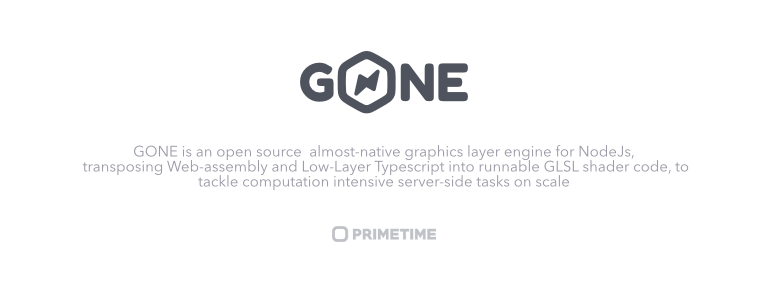 GONE
GONE is an open source  almost-native graphics layer engine for NodeJs,
transposing Web-assembly and Low-Layer Typescript into runnable GLSL shader code, to
tackle computation intensive server-side tasks on scale
PRIMETIME